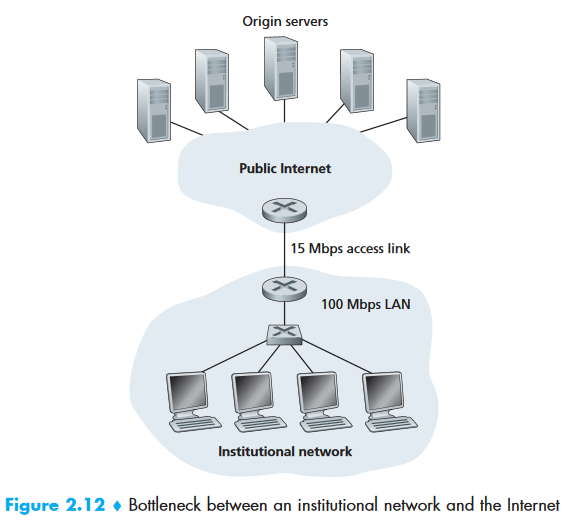 Origin servers
Public Internet
15 Mbps access link
100 Mbps LAN
Institutional network
Figure 2.12 ♦ Bottleneck between an institutional network and the Internet